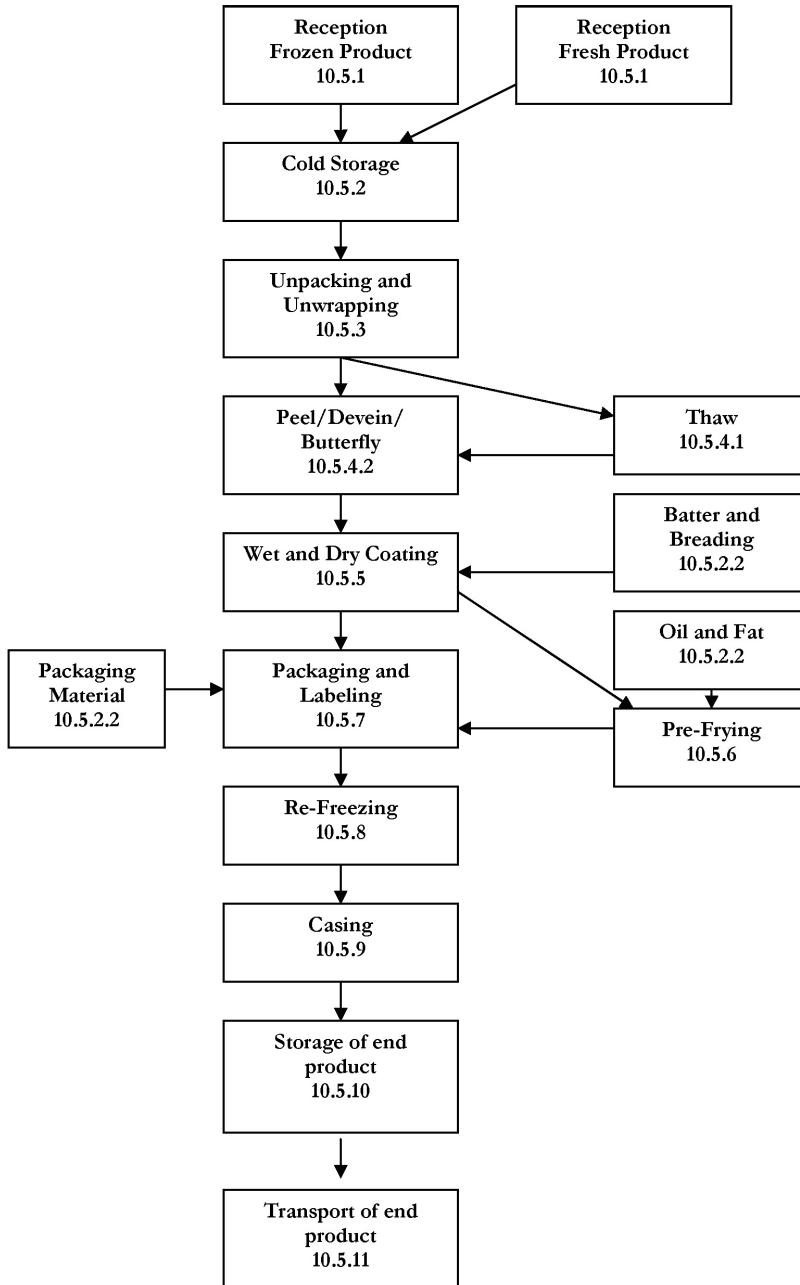 Reception
Frozen Product
10.5.1
Reception
Fresh Product
10.5.1
Cold Storage
10.5.2
Unpacking and
Unwrapping
10.5.3
Peel/Devein/
Butterfly
10.5.4.2
Thaw
10.5.4.1
Batter and
Breading
10.5.2.2
Wet and Dry Coating
10.5.5
Oil and Fat
10.5.2.2
Packaging
Material
10.5.2.2
Packaging and
Labeling
10.5.7
Pre-Frying
10.5.6
Re-Freezing
10.5.8
Casing
10.5.9
Storage of end
product
10.5.10
Transport of end
product
10.5.11